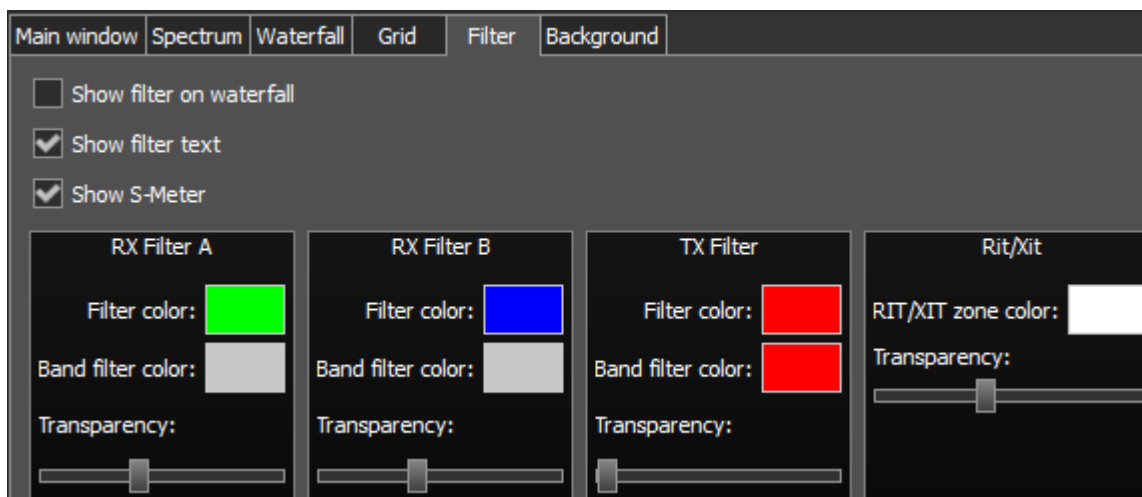 Main window Spectrum Waterfall Grid Filter Background
Show filter on waterfall
Show filter text
Show S-Meter
RX Filter A
Filter color:
Band filter color:
Transparency:
RX Filter B
Filter color:
Band filter color:
Transparency:
TX Filter
Filter color:
Band filter color:
Transparency:
Rit/Xit
RIT/XIT zone color:
Transparency: